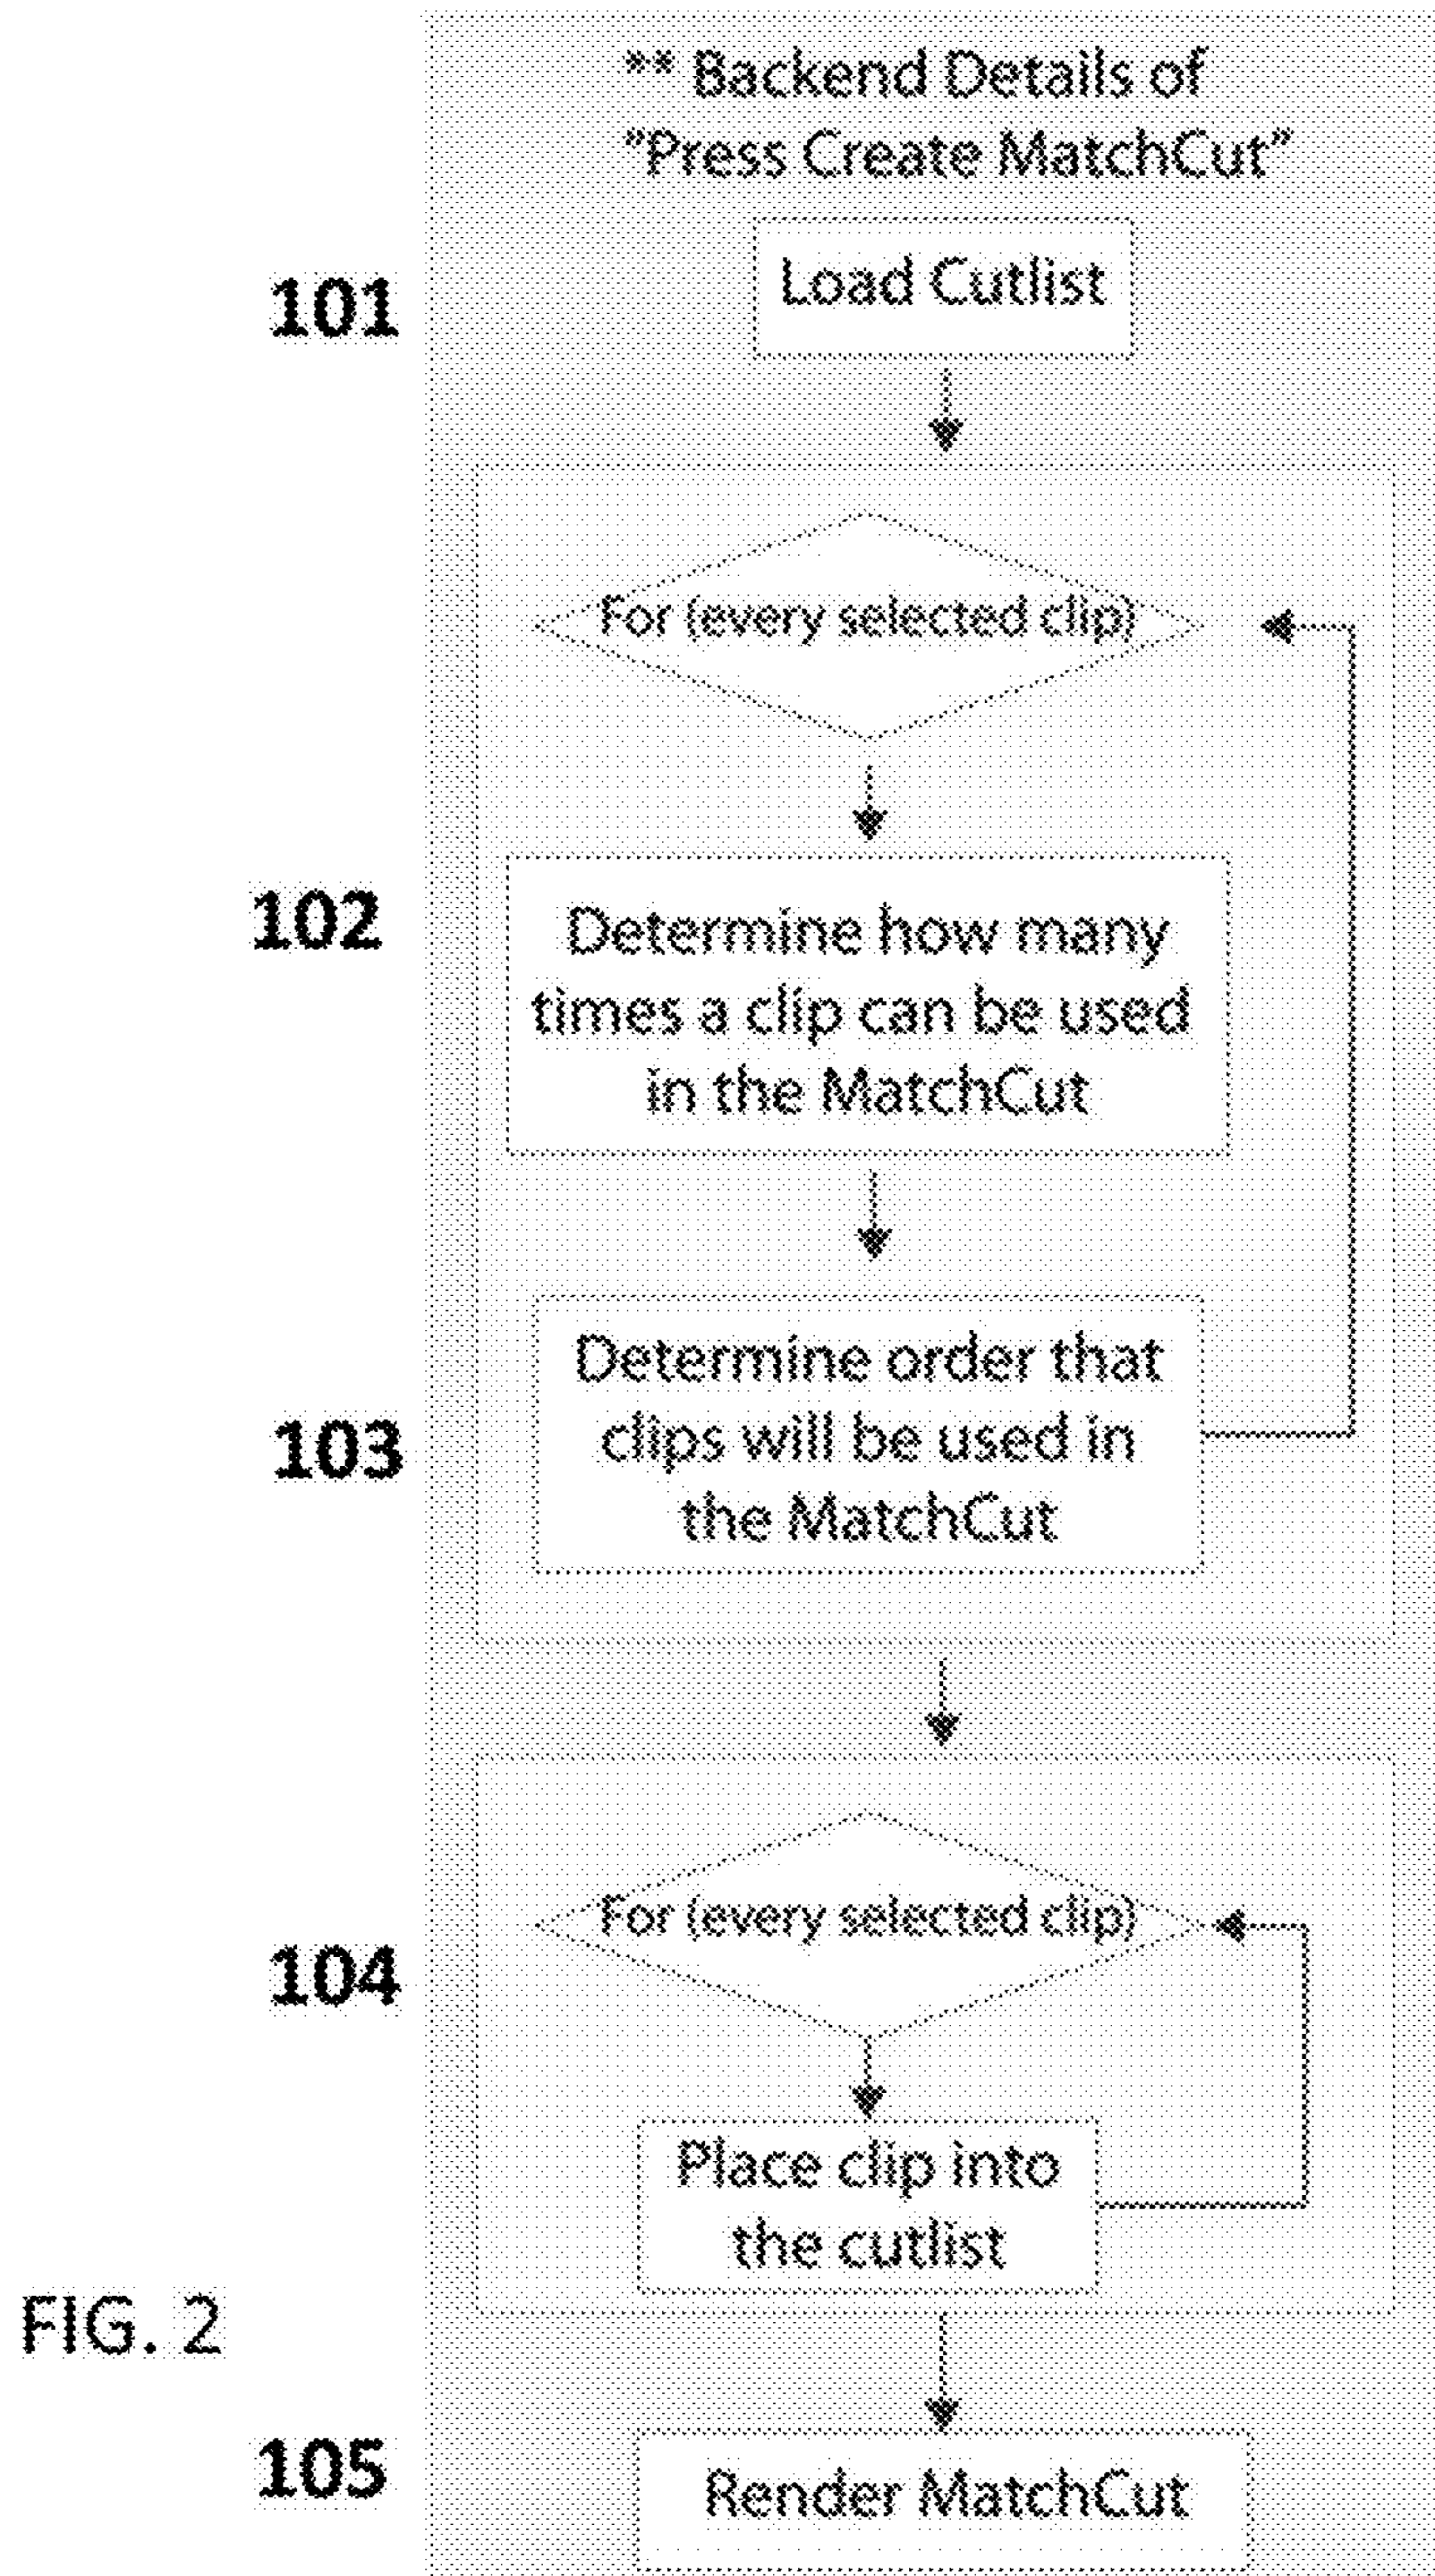 ** Backend Details of
"Press Create MatchCut"
101
Load Cutlist
For (every selected clip)
102
Determine how many
times a clip can be used
in the MatchCut
103
Determine order that
clips will be used in
the MatchCut
For (every selected clip)
104
Place clip into
the cutlist
FIG. 2
105
Render MatchCut